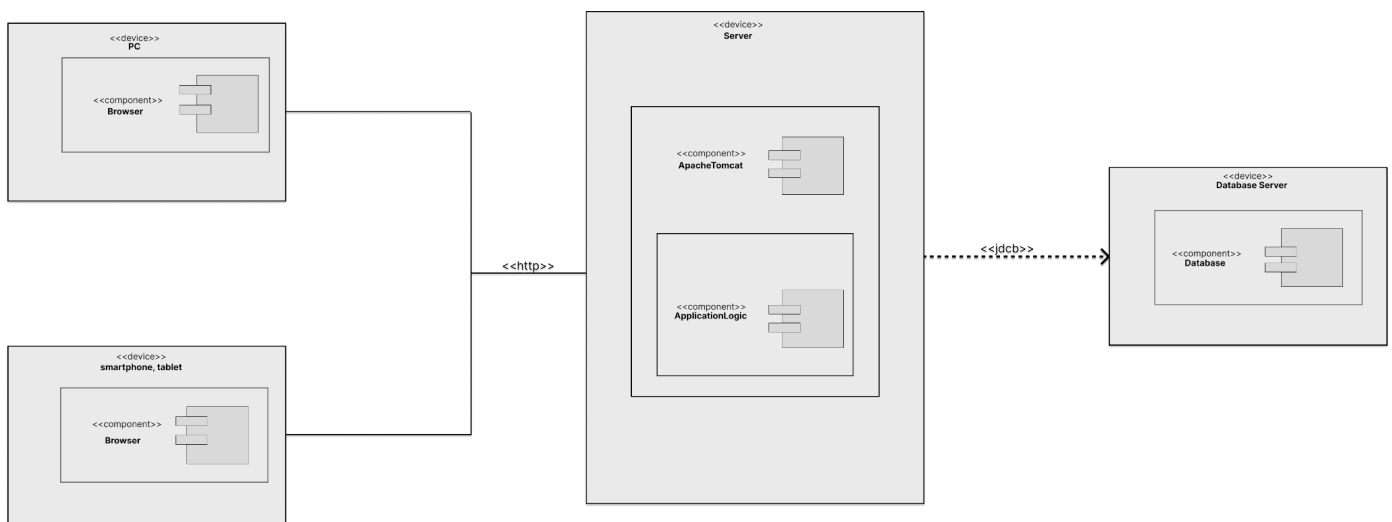 <<device>>
PC
<<component>>
Browser
<<device>>
smartphone, tablet
<<component>>
Browser
<<http>>
<<device>>
Server
<<component>>
ApacheTomcat
<<component>>
ApplicationLogic
<<jdcb>>
<<device>>
Database Server
<<component>>
Database